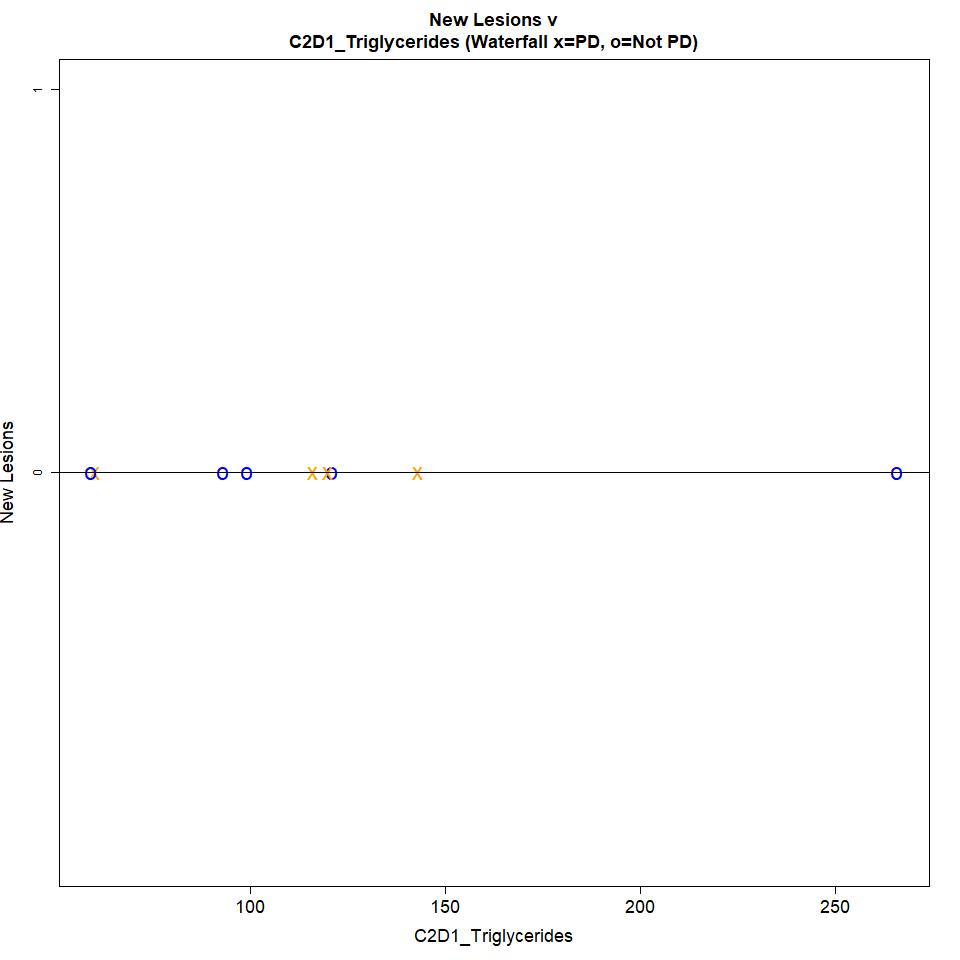 New Lesions v
C2D1_Triglycerides (Waterfall x=PD, o=Not PD)
1
0
New Lesions
o x o o x x o x o
100 150 200 250
C2D1_Triglycerides